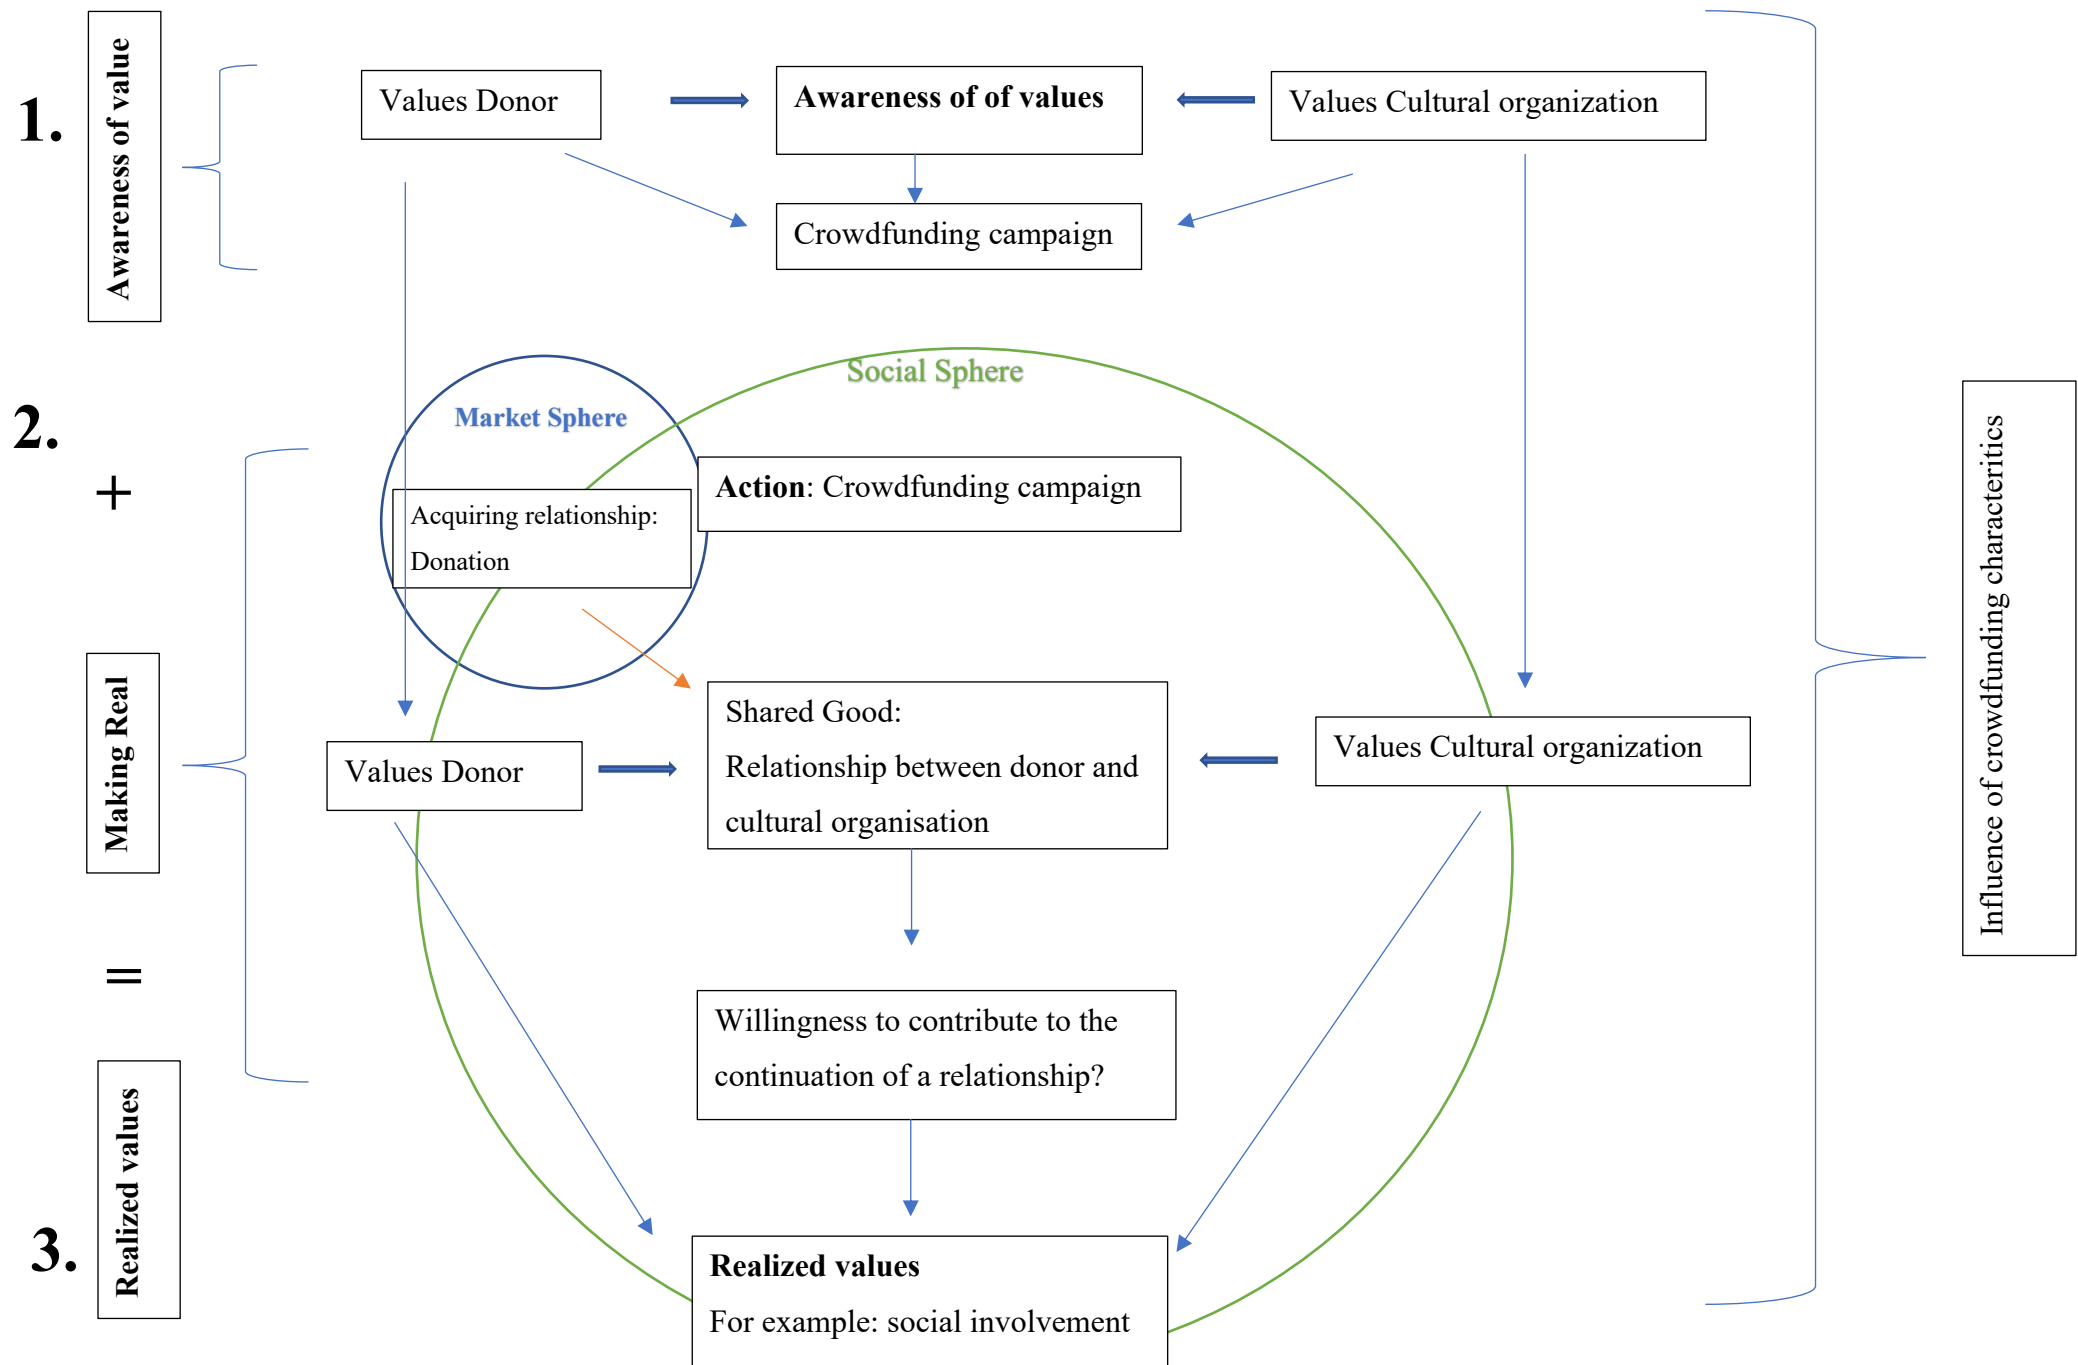 1.
Awareness of value
Values Donor
Awareness of of values
Values Cultural organization
Crowdfunding campaign
2.
+
Social Sphere
Market Sphere
Action: Crowdfunding campaign
Acquiring relationship:
Donation
Influence of crowdfunding characteritics
Making Real
Shared Good:
Relationship between donor and
cultural organisation
Values Donor
Values Cultural organization
=
Willingness to contribute to the
continuation of a relationship?
3.
Realized values
Realized values
For example: social involvement